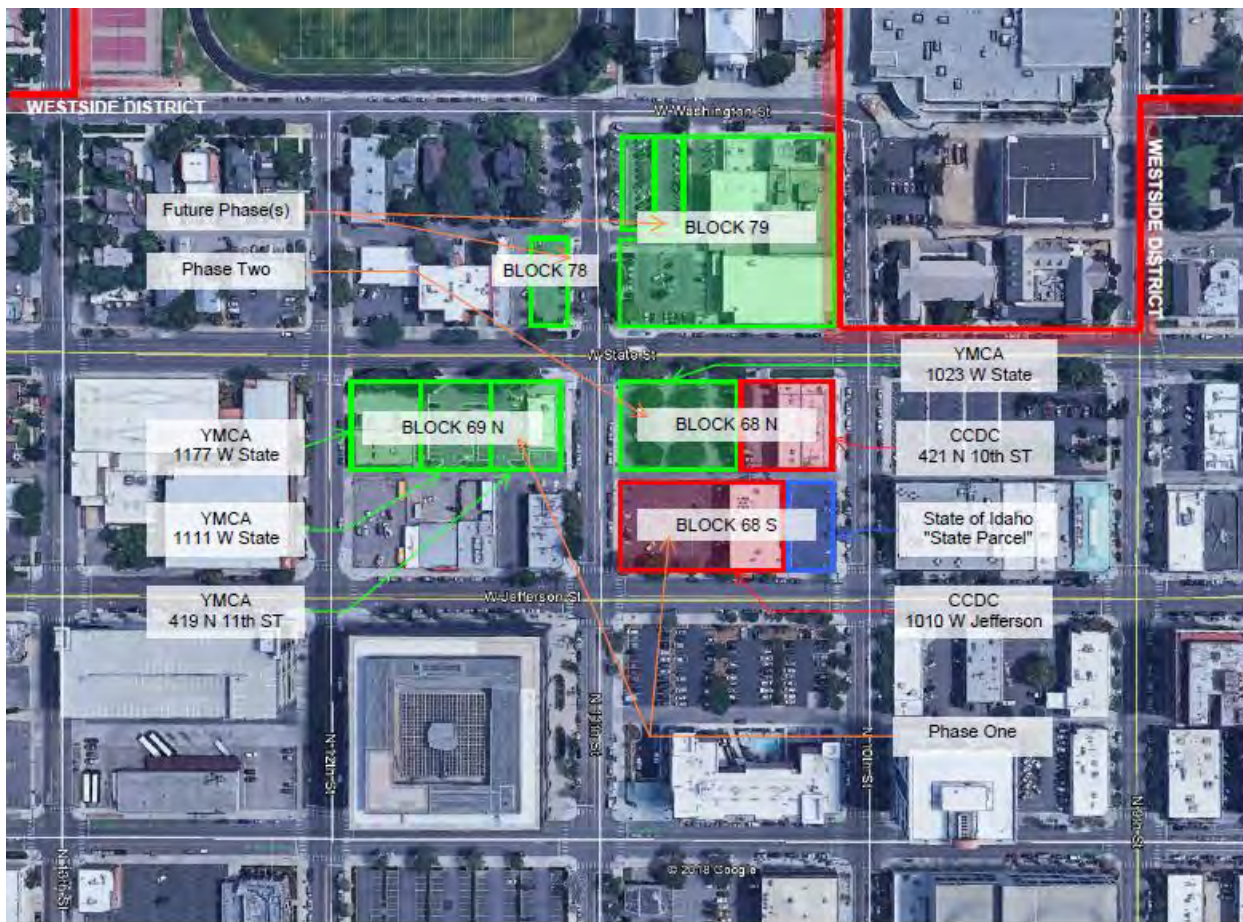 WESTSIDE DISTRICT
W Washington St
WESTSIDE DISTRICT
Future Phase(s)
BLOCK 79
Phase Two
BLOCK 78
W State St
YMCA
1023 W State
BLOCK 69 N
BLOCK 68 N
YMCA
1177 W State
CCDC
421 N 10th ST
YMCA
1111 W State
BLOCK 68 S
State of Idaho
"State Parcel"
W Jefferson St
YMCA
419 N 11th ST
CCDC
1010 W Jefferson
N 11th St
Phase One
N 12th St
N 10th St
N 9th St
© 2018 Google